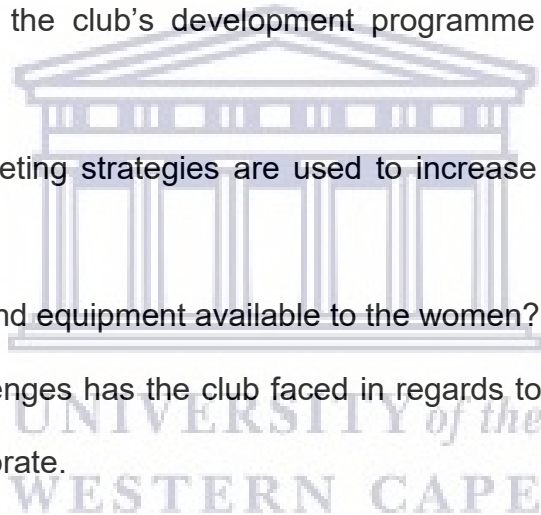 the club's development programme
eting strategies are used to increase
nd equipment available to the women?
enges has the club faced in regards to
orate.
UNIVERSITY of the
WESTERN CAPE